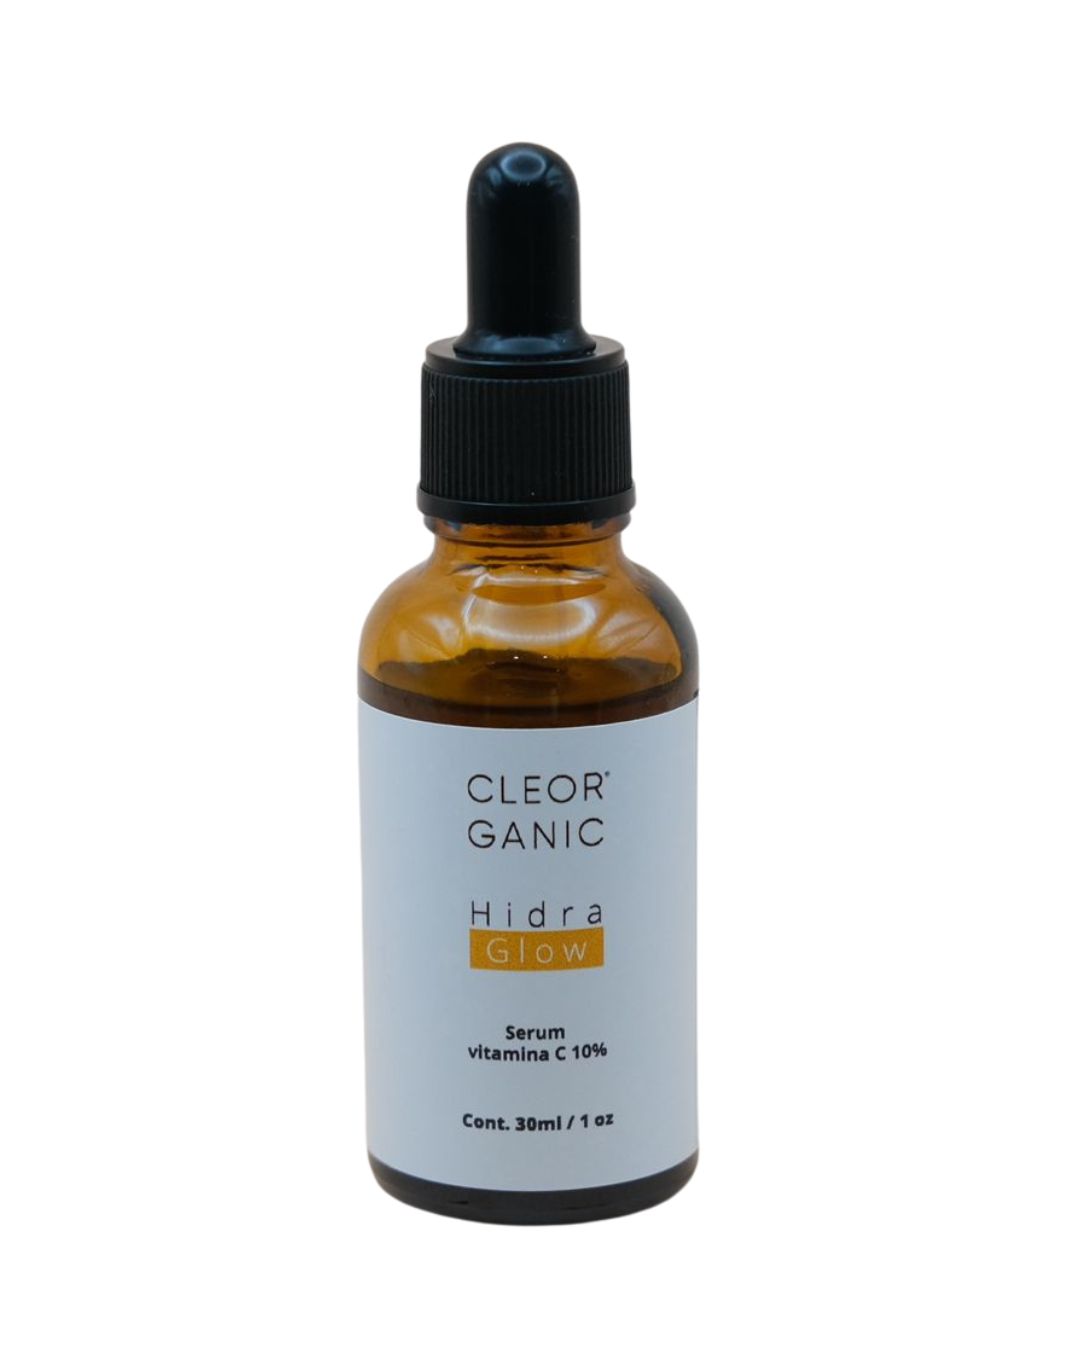 CLEOR®
GANIC
Hidra
Glow
Serum
vitamina C 10%
Cont. 30ml / 1 oz